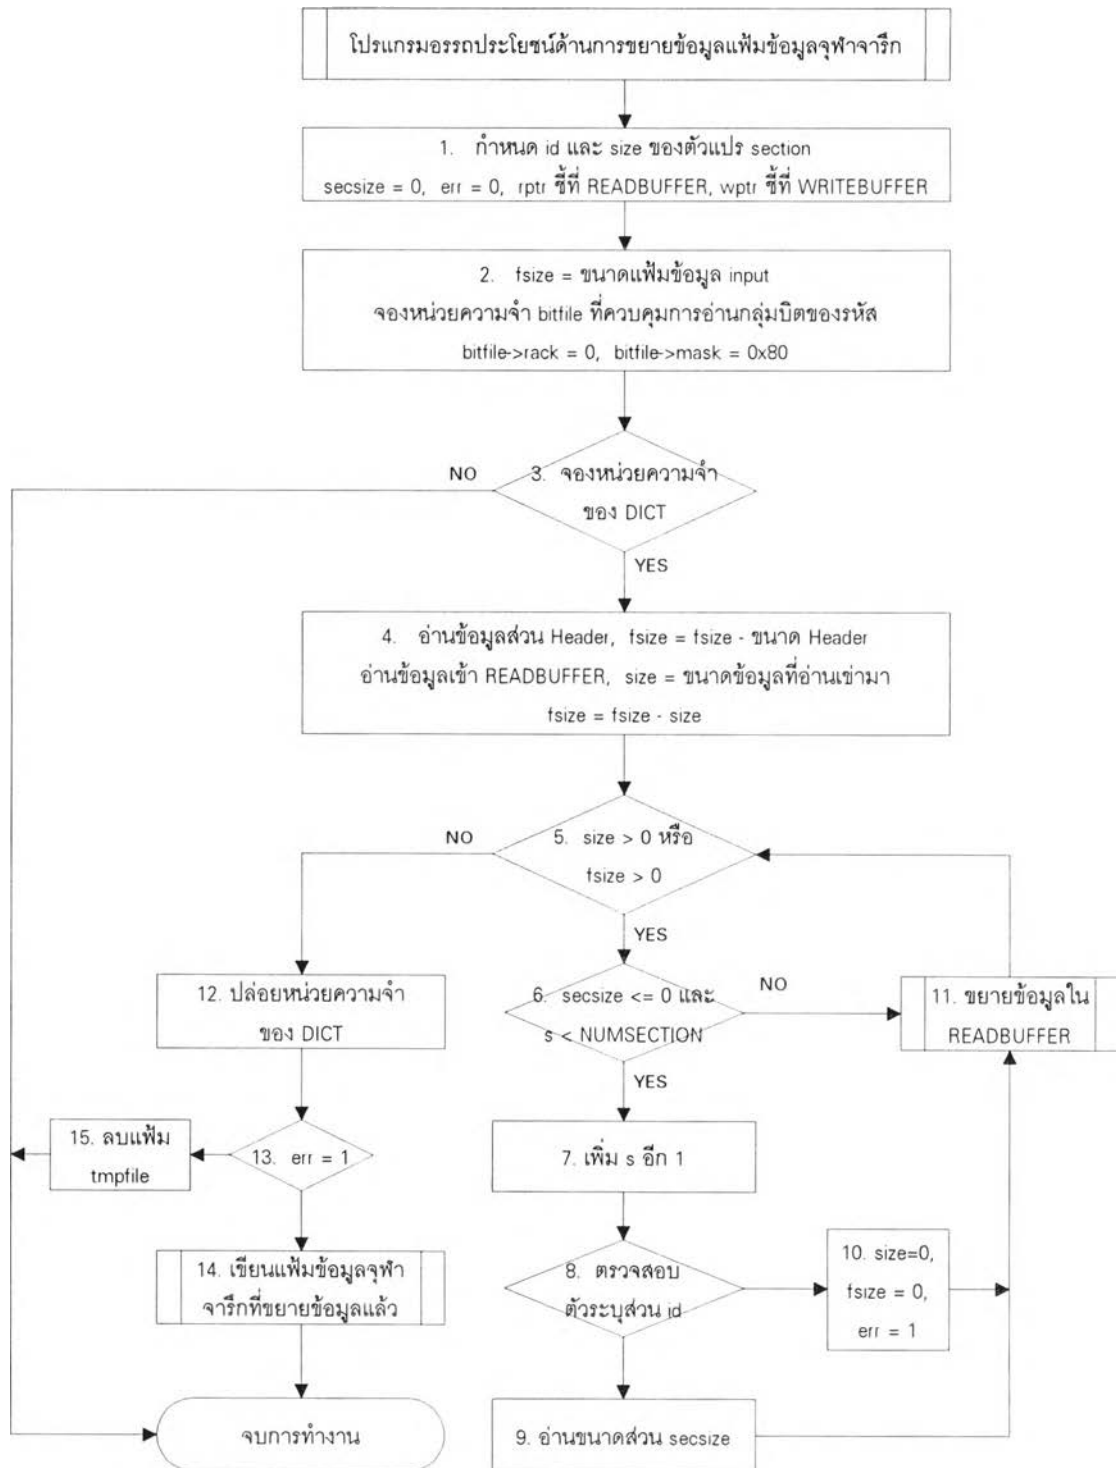 โปรแกรมอรรถประโยชน์ด้านการขยายข้อมูลแฟ้มข้อมูลจุฬาจารึก
1. กำหนด id และ size ของตัวแปร section
secsize = 0, err = 0, rptr ชี้ที่ READBUFFER, wptr ชี้ที่ WRITEBUFFER
2. fsize = ขนาดแฟ้มข้อมูล input
จองหน่วยความจำ bitfile ที่ควบคุมการอ่านกลุ่มบิตของรหัส
bitfile->rack = 0, bitfile->mask = 0x80
NO
3. จองหน่วยความจำ
ของ DICT
YES
4. อ่านข้อมูลส่วน Header, fsize = fsize - ขนาด Header
อ่านข้อมูลเข้า READBUFFER, size = ขนาดข้อมูลที่อ่านเข่ามา
fsize = fsize - size
NO
5. size > 0 หรือ
fsize > 0
YES
12. ปล่อยหน่วยความจำ
ของ DICT
6. secsize <= 0 และ
s < NUMSECTION
NO
11. ขยายข้อมูลใน
READBUFFER
YES
15. ลบแฟ้ม
tmpfile
13. err = 1
7. เพิ่ม s อีก 1
14. เขียนแฟ้มข้อมูลจุฬา
จารึกที่ขยายข้อมูลแล้ว
8. ตรวจสอบ
ตัวระบุส่วน id
10. size=0,
fsize = 0,
err = 1
จบการทำงาน
9. อ่านขนาดส่วน secsize